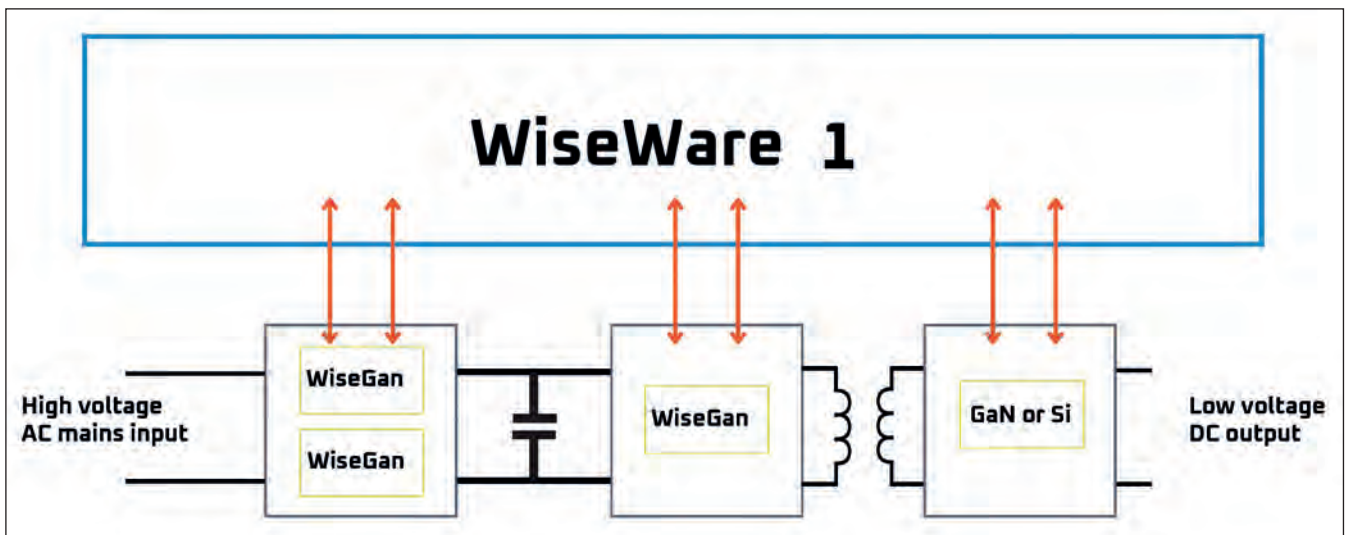 WiseWare 1
High voltage
AC mains input
WiseGan
WiseGan
WiseGan
GaN or Si
Low voltage
DC output